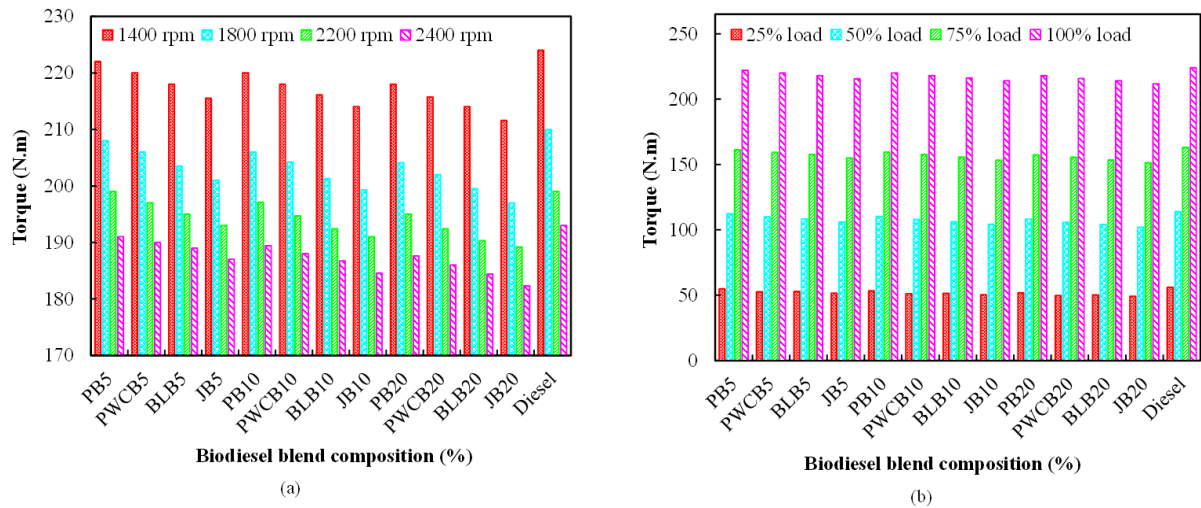 230
220
210
200
190
180
170
Torque (N.m)
1400 rpm 1800 rpm 2200 rpm 2400 rpm
PB5 PWCB5 BLB5 JB5 PB10 PWCB10 BLB10 JB10 PB20 PWCB20 BLB20 JB20 Diesel
Biodiesel blend composition (%)
(a)
250
200
150
100
50
0
Torque (N.m)
25% load 50% load 75% load 100% load
PB5 PWCB5 BLB5 JB5 PB10 PWCB10 BLB10 JB10 PB20 PWCB20 BLB20 JB20 Diesel
Biodiesel blend composition (%)
(b)